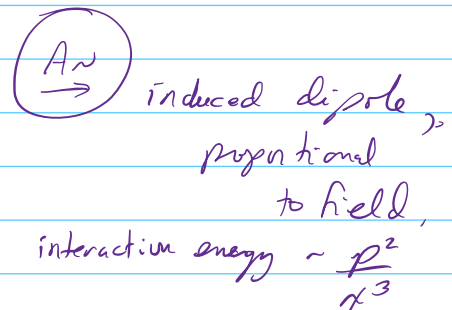 induced dipole,
proportional
to field,
interaction energy ~ p²/x³